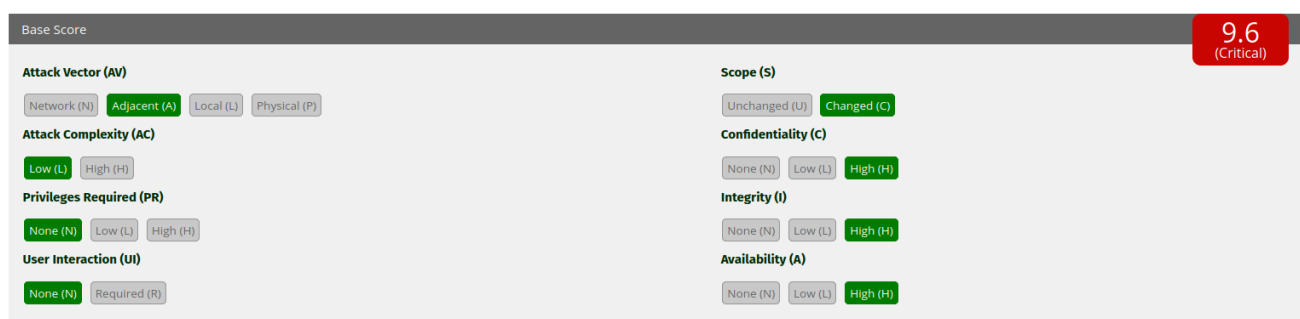 Base Score
9.6
(Critical)
Attack Vector (AV)
Network (N) Adjacent (A) Local (L) Physical (P)
Attack Complexity (AC)
Low (L) High (H)
Privileges Required (PR)
None (N) Low (L) High (H)
User Interaction (UI)
None (N) Required (R)
Scope (S)
Unchanged (U) Changed (C)
Confidentiality (C)
None (N) Low (L) High (H)
Integrity (I)
None (N) Low (L) High (H)
Availability (A)
None (N) Low (L) High (H)